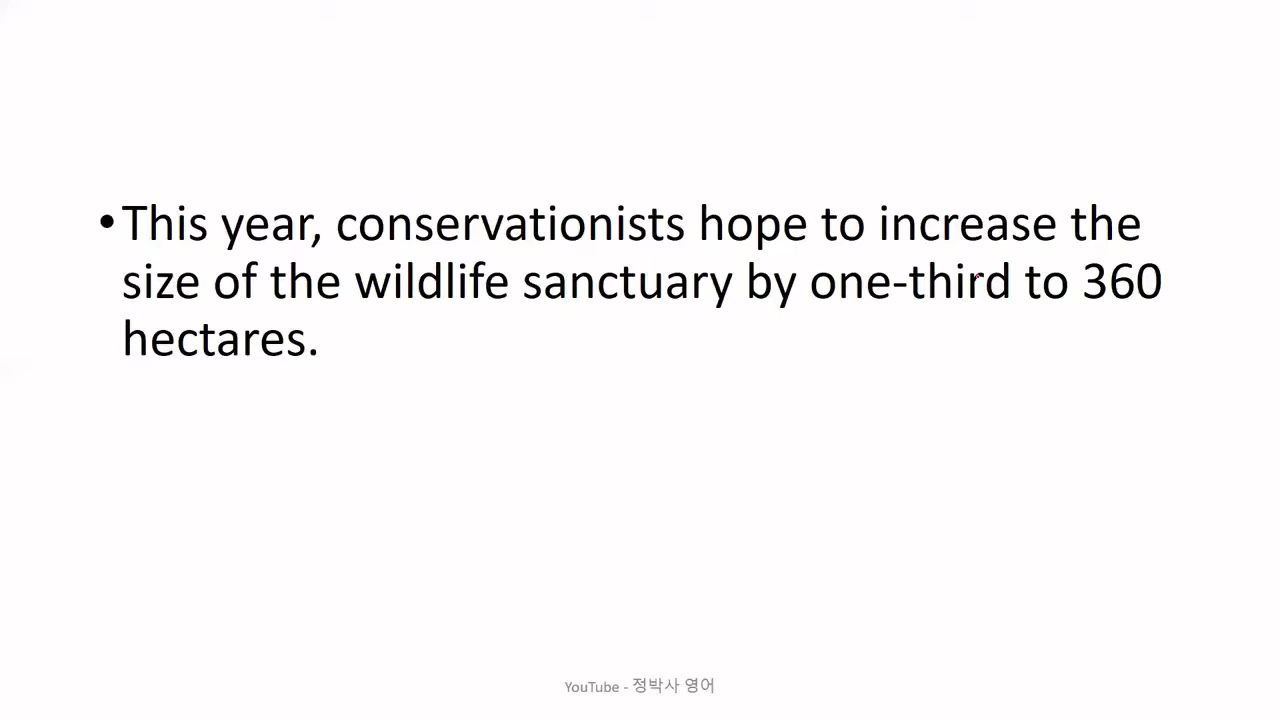 •This year, conservationists hope to increase the
size of the wildlife sanctuary by one-third to 360
hectares.
YouTube - 정박사 영어